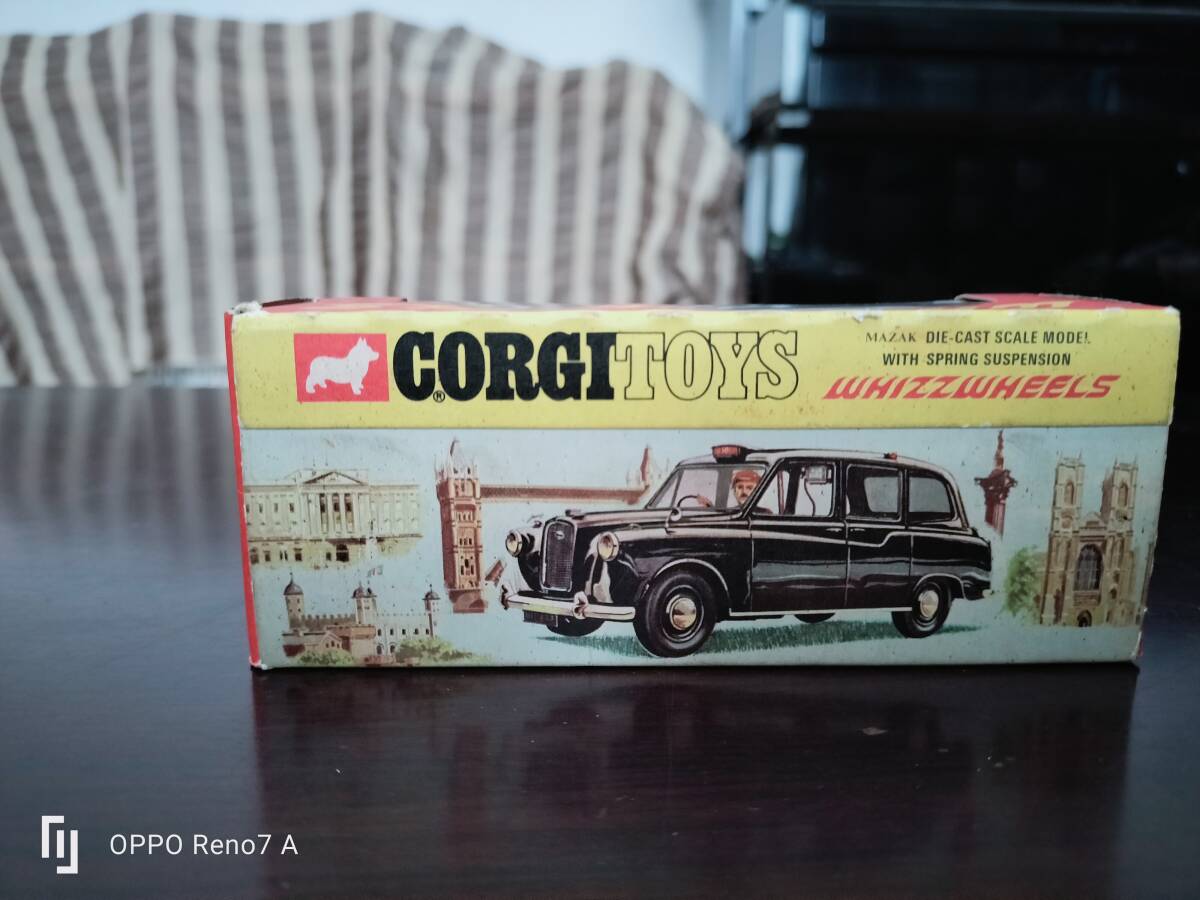 CORGI TOYS
®
MAZAK DIE-CAST SCALE MODEL
WITH SPRING SUSPENSION
WHIZZWHEELS
OPPO Reno7 A